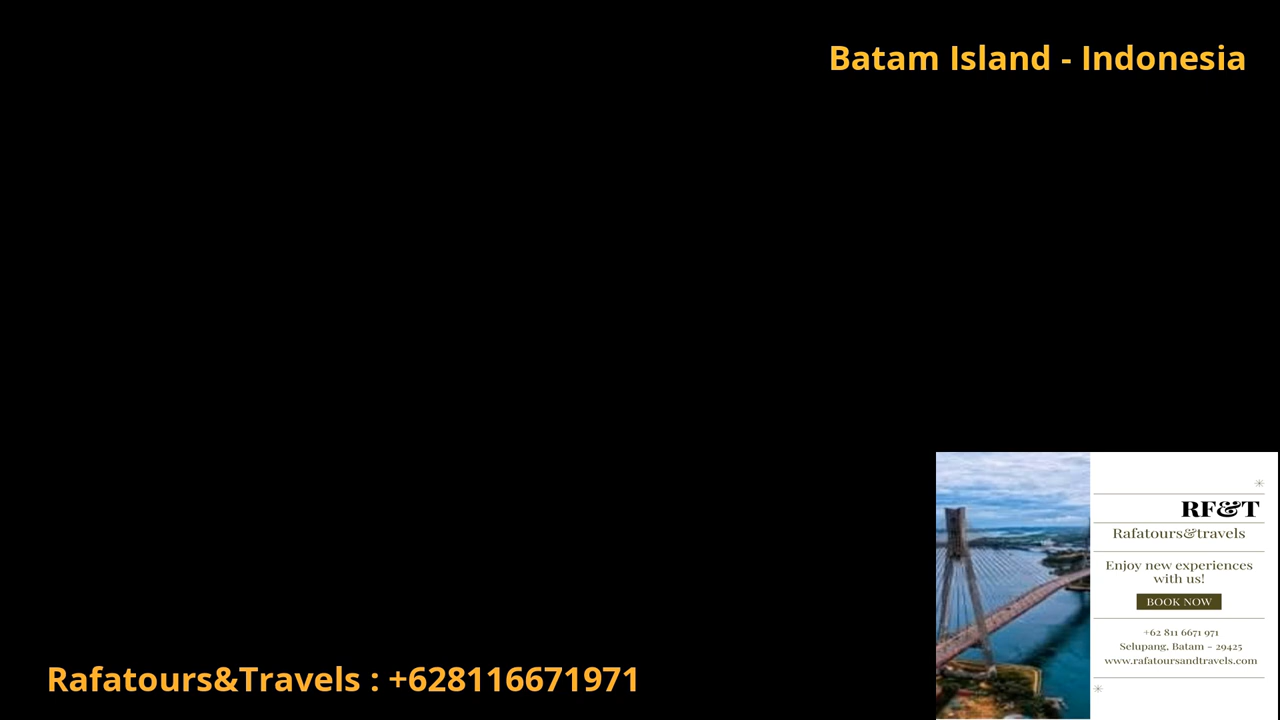 Batam Island - Indonesia
RF&T
Rafatours&travels
Enjoy new experiences
with us!
BOOK NOW
+62 811 6671 971
Selupang, Batam - 29425
www.rafatoursandtravels.com
Rafatours&Travels : +628116671971